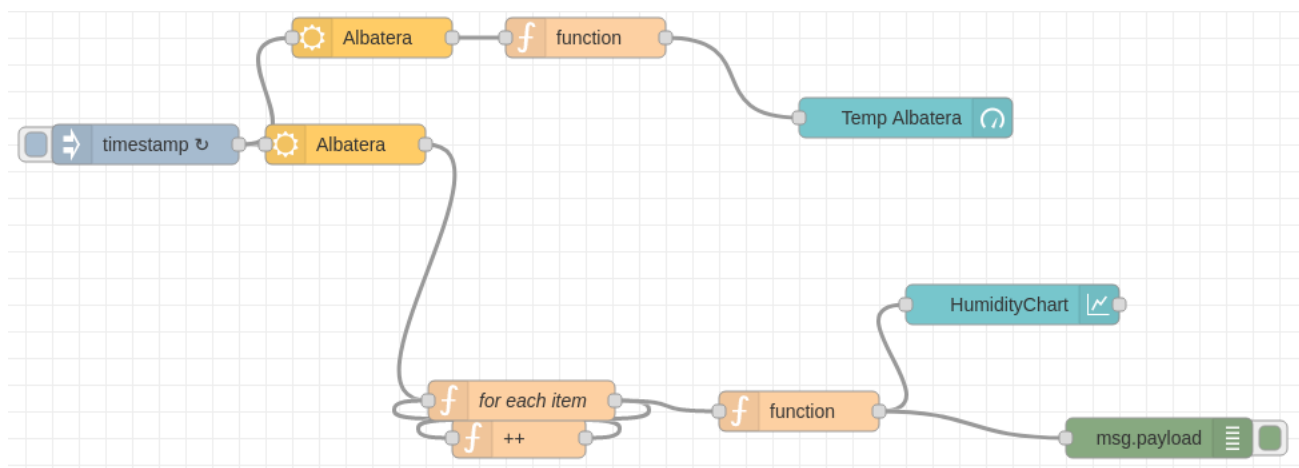 Albatera
function
Temp Albatera
timestamp ↻
Albatera
HumidityChart
for each item
function
++
msg.payload